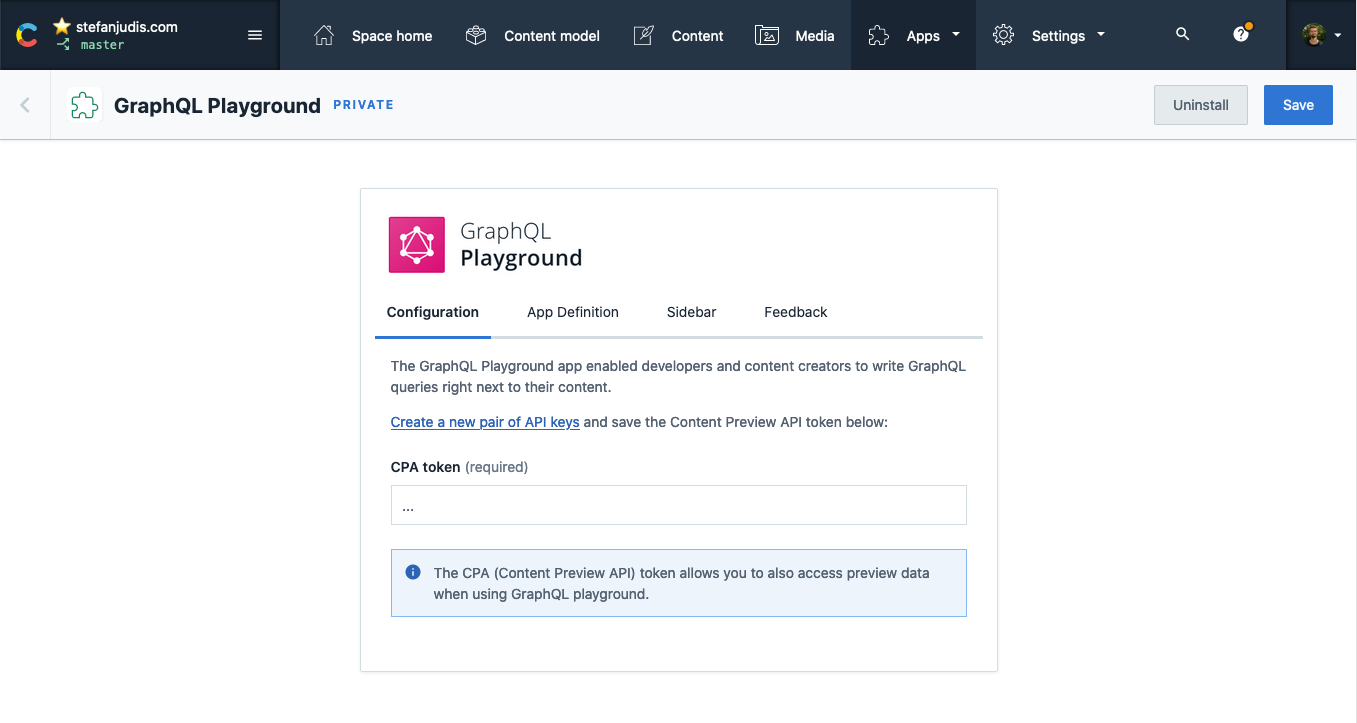 stefanjudis.com
master
Space home
Content model
Content
Media
Apps
Settings
GraphQL Playground PRIVATE
Uninstall
Save
GraphQL
Playground
Configuration
App Definition
Sidebar
Feedback
The GraphQL Playground app enabled developers and content creators to write GraphQL
queries right next to their content.
Create a new pair of API keys and save the Content Preview API token below:
CPA token (required)
...
The CPA (Content Preview API) token allows you to also access preview data
when using GraphQL playground.